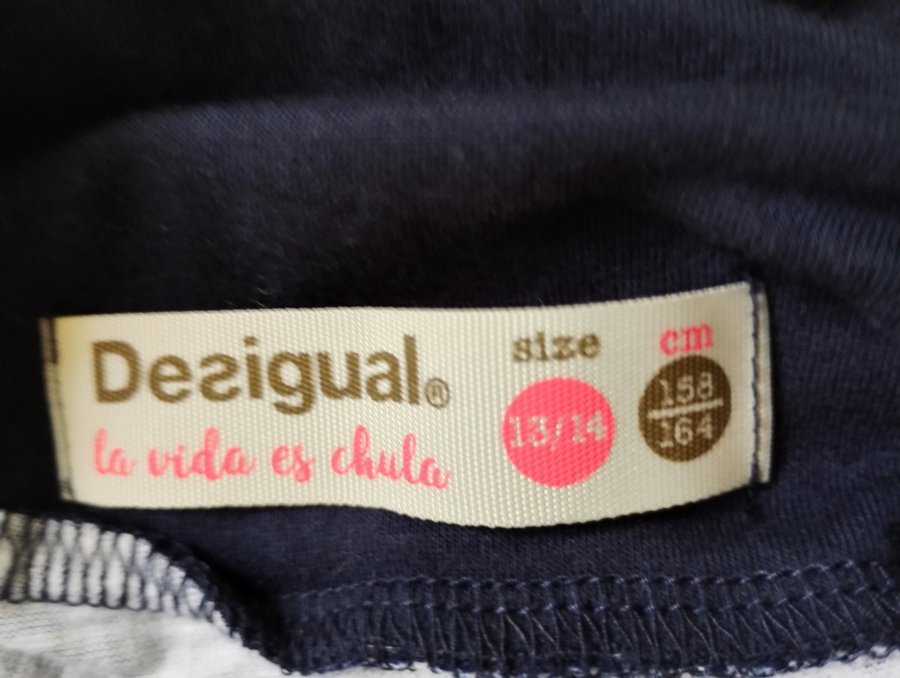 Desigual®
la vida es chula
size
13/14
cm
158
164